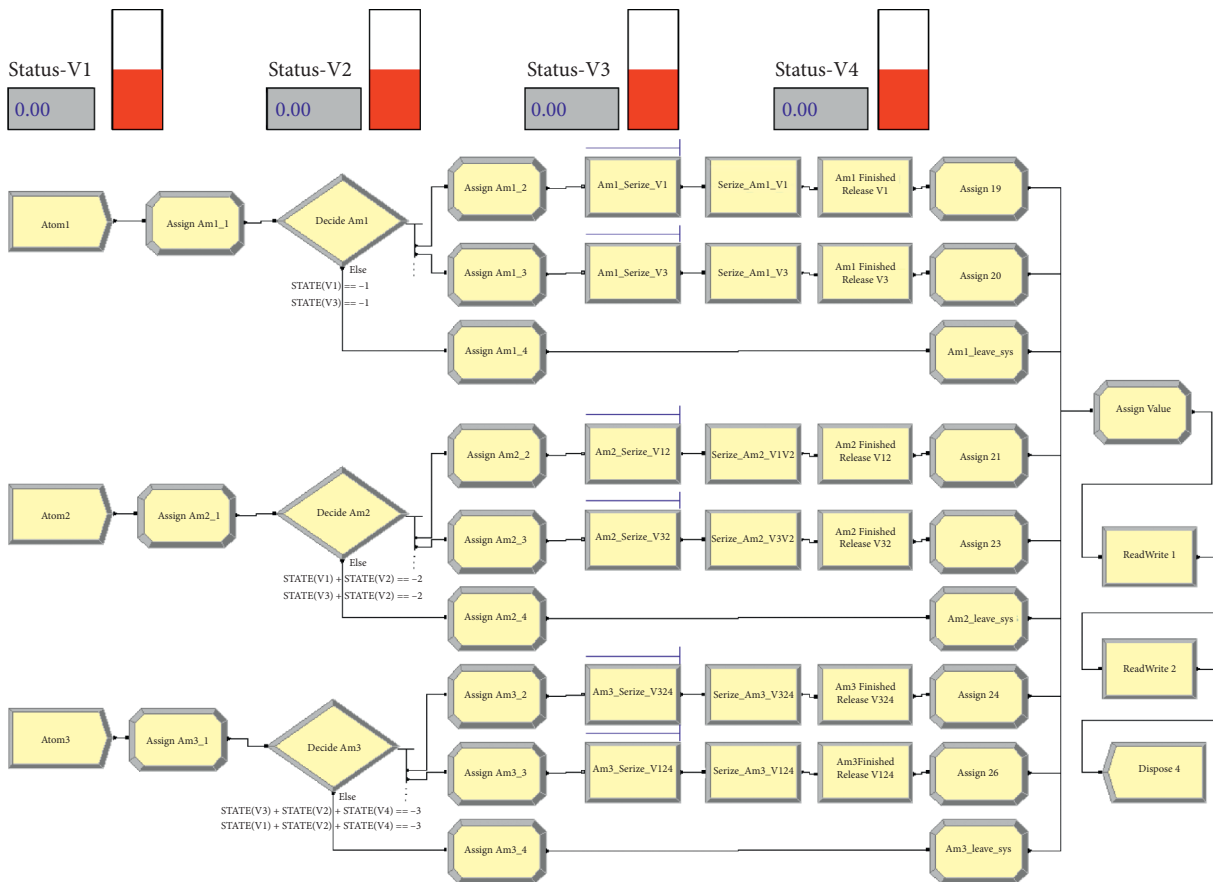 Status-V1
Status-V2
Status-V3
Status-V4
0.00
0.00
0.00
0.00
Atom1
Assign Am1_1
Decide Am1
Else
STATE(V1) == −1
STATE(V3) == −1
Assign Am1_2
Am1_Serize_V1
Serize_Am1_V1
Am1 Finished
Release V1
Assign 19
Assign Am1_3
Am1_Serize_V3
Serize_Am1_V3
Am1 Finished
Release V3
Assign 20
Assign Am1_4
Am1_leave_sys
Assign Value
Atom2
Assign Am2_1
Decide Am2
Else
STATE(V1) + STATE(V2) == −2
STATE(V3) + STATE(V2) == −2
Assign Am2_2
Am2_Serize_V12
Serize_Am2_V1V2
Am2 Finished
Release V12
Assign 21
Assign Am2_3
Am2_Serize_V32
Serize_Am2_V3V2
Am2 Finished
Release V32
Assign 23
Assign Am2_4
Am2_leave_sys
ReadWrite 1
ReadWrite 2
Atom3
Assign Am3_1
Decide Am3
Else
STATE(V3) + STATE(V2) + STATE(V4) == −3
STATE(V1) + STATE(V2) + STATE(V4) == −3
Assign Am3_2
Am3_Serize_V324
Serize_Am3_V324
Am3 Finished
Release V324
Assign 24
Assign Am3_3
Am3_Serize_V124
Serize_Am3_V124
Am3Finished
Release V124
Assign 26
Assign Am3_4
Am3_leave_sys
Dispose 4